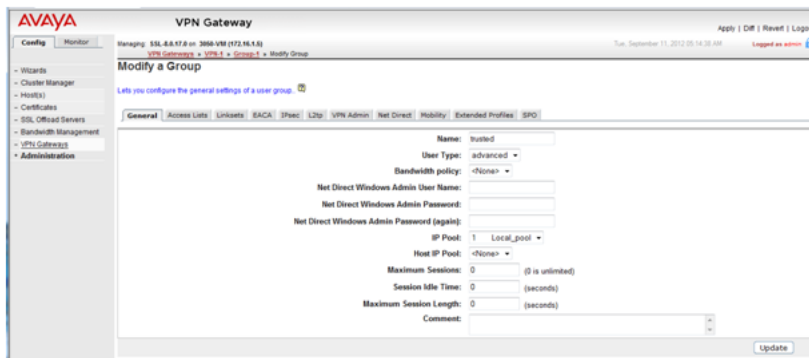 AVAYA
VPN Gateway
Apply | Diff | Revert | Logo
Config Monitor
Managing: SSL-8.0.17.0 on 3050-VM (172.16.1.5)
Tue, September 11, 2012 05:14:38 AM
Logged as admin
VPN Gateways » VPN-1 » Group-1 » Modify Group
Modify a Group
Lets you configure the general settings of a user group.
– Wizards
– Cluster Manager
– Host(s)
– Certificates
– SSL Offload Servers
– Bandwidth Management
– VPN Gateways
Administration
General Access Lists Linksets EACA IPsec L2tp VPN Admin Net Direct Mobility Extended Profiles SPO
Name: trusted
User Type: advanced
Bandwidth policy: <None>
Net Direct Windows Admin User Name:
Net Direct Windows Admin Password:
Net Direct Windows Admin Password (again):
IP Pool: 1 Local_pool
Host IP Pool: <None>
Maximum Sessions: 0 (0 is unlimited)
Session Idle Time: 0 (seconds)
Maximum Session Length: 0 (seconds)
Comment:
Update